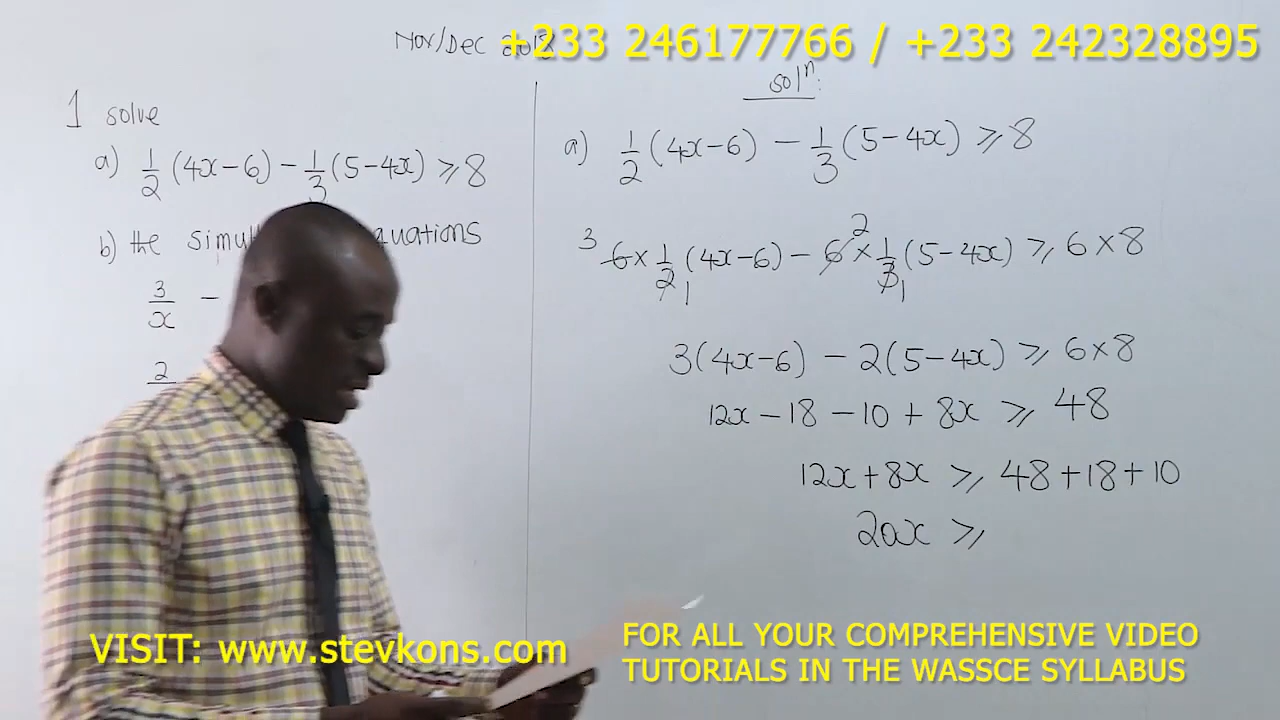 Nov/Dec
+233 246177766 / +233 242328895
1 solve
a) 1/2 (4x-6) - 1/3 (5-4x) ≥ 8
b) the equations
3/x -
2
soln:
a) 1/2 (4x-6) - 1/3 (5-4x) ≥ 8
3 6 × 1/2 1 (4x-6) - 6 2 × 1/3 1 (5-4x) ≥ 6×8
3(4x-6) - 2(5-4x) ≥ 6×8
12x - 18 - 10 + 8x ≥ 48
12x+8x ≥ 48+18+10
20x ≥
VISIT: www.stevkons.com
FOR ALL YOUR COMPREHENSIVE VIDEO
TUTORIALS IN THE WASSCE SYLLABUS